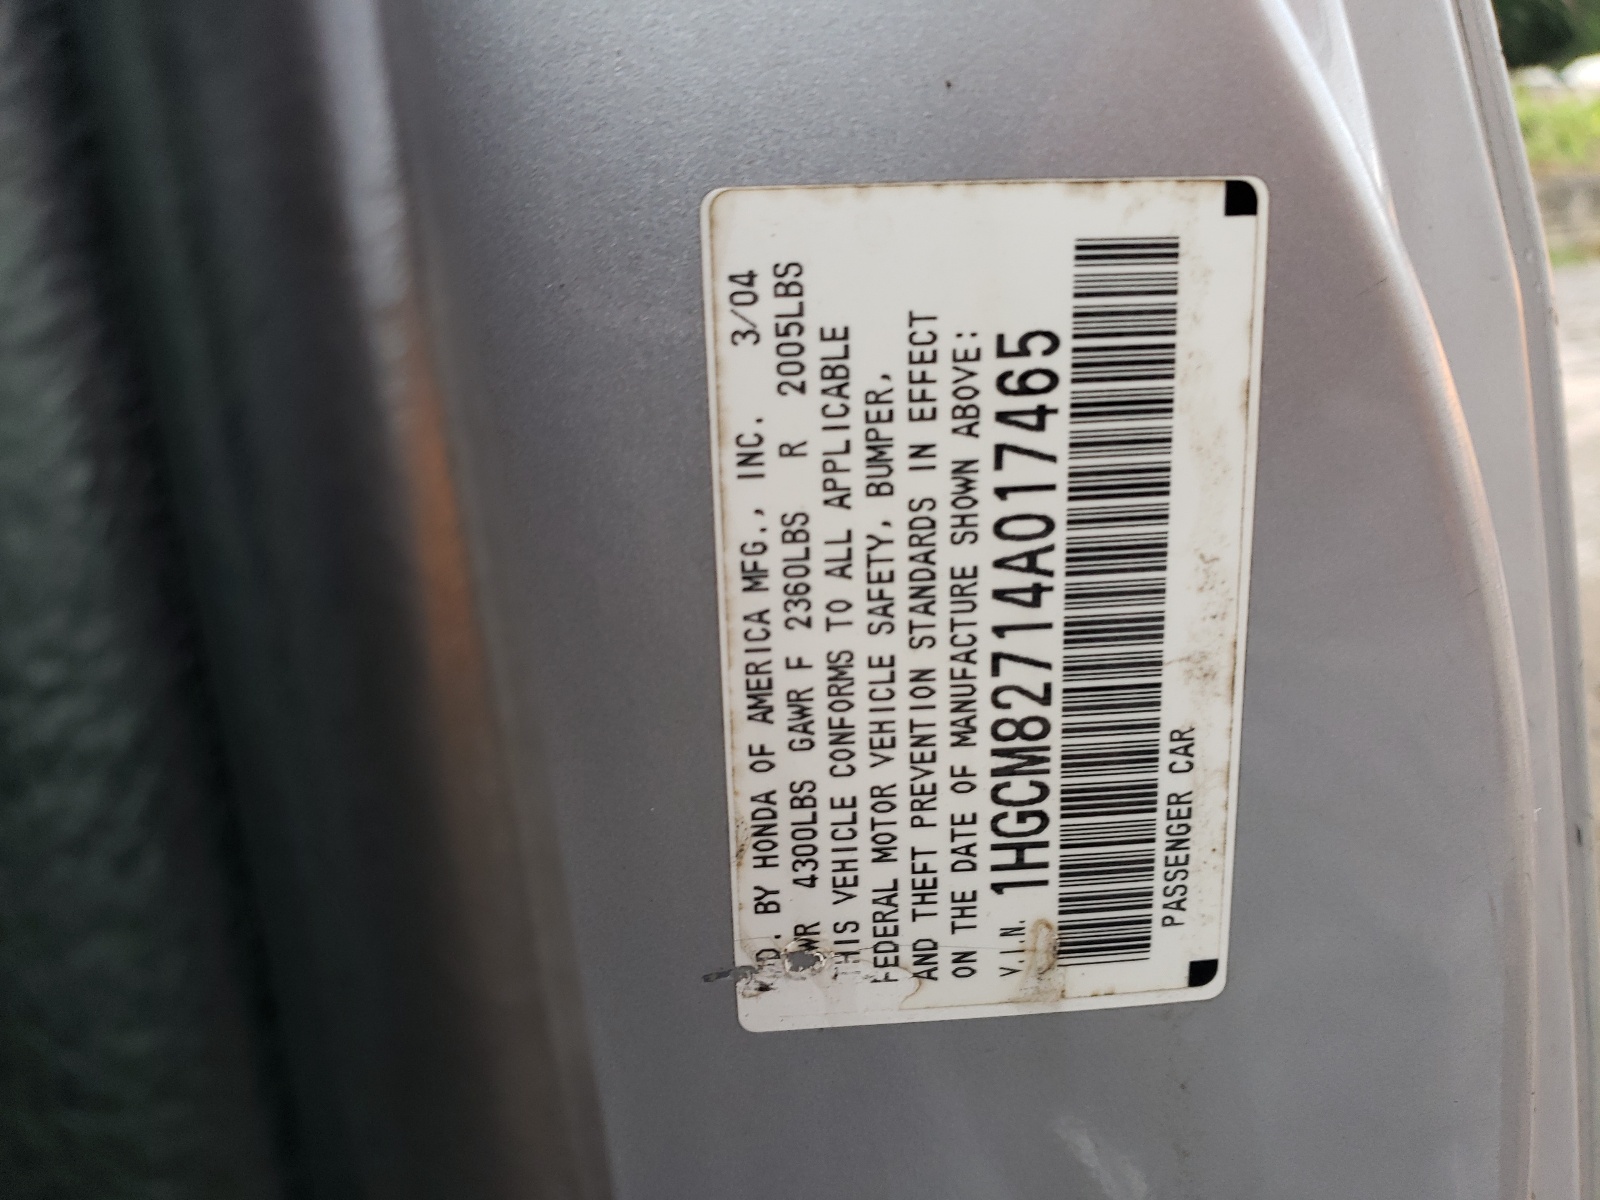 BY HONDA OF AMERICA MFG., INC. 3/04
4300LBS GAWR F 2360LBS R 2005LBS
THIS VEHICLE CONFORMS TO ALL APPLICABLE
FEDERAL MOTOR VEHICLE SAFETY, BUMPER,
AND THEFT PREVENTION STANDARDS IN EFFECT
ON THE DATE OF MANUFACTURE SHOWN ABOVE:
V.I.N. 1HGCM82714A017465
PASSENGER CAR